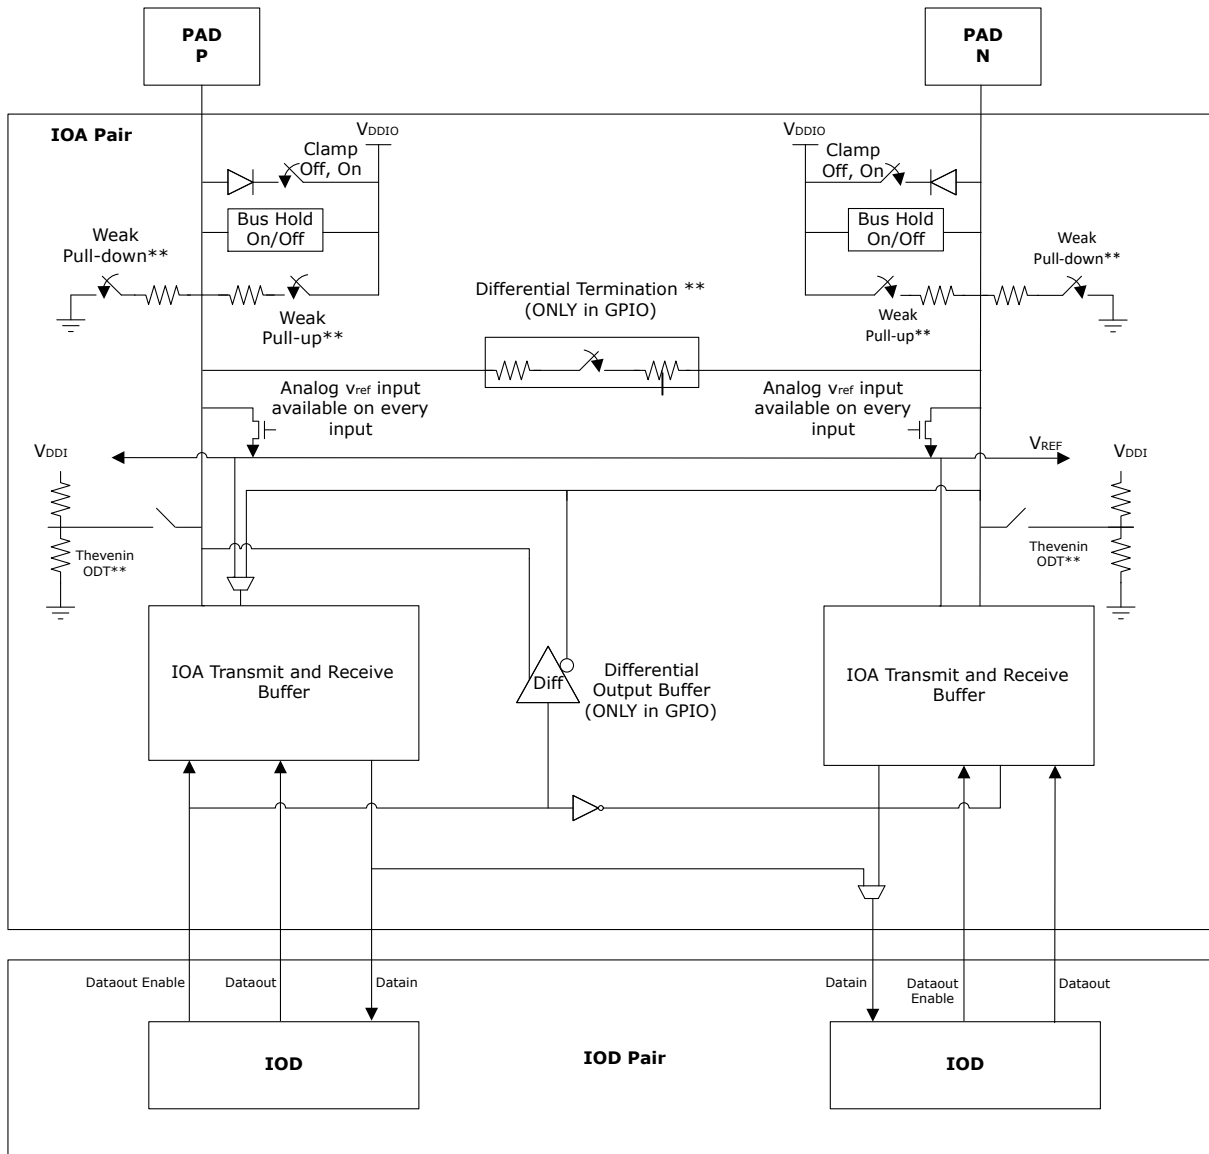 PAD
P
PAD
N
IOA Pair
VDDIO
Clamp
Off, On
VDDIO
Clamp
Off, On
Bus Hold
On/Off
Bus Hold
On/Off
Weak
Pull-down**
Weak
Pull-down**
Weak
Pull-up**
Differential Termination **
(ONLY in GPIO)
Weak
Pull-up**
Analog vref input
available on every
input
Analog vref input
available on every
input
VDDI
VREF
VDDI
Thevenin
ODT**
Thevenin
ODT**
IOA Transmit and Receive
Buffer
Diff
Differential
Output Buffer
(ONLY in GPIO)
IOA Transmit and Receive
Buffer
Dataout Enable
Dataout
Datain
Datain
Dataout
Enable
Dataout
IOD
IOD Pair
IOD